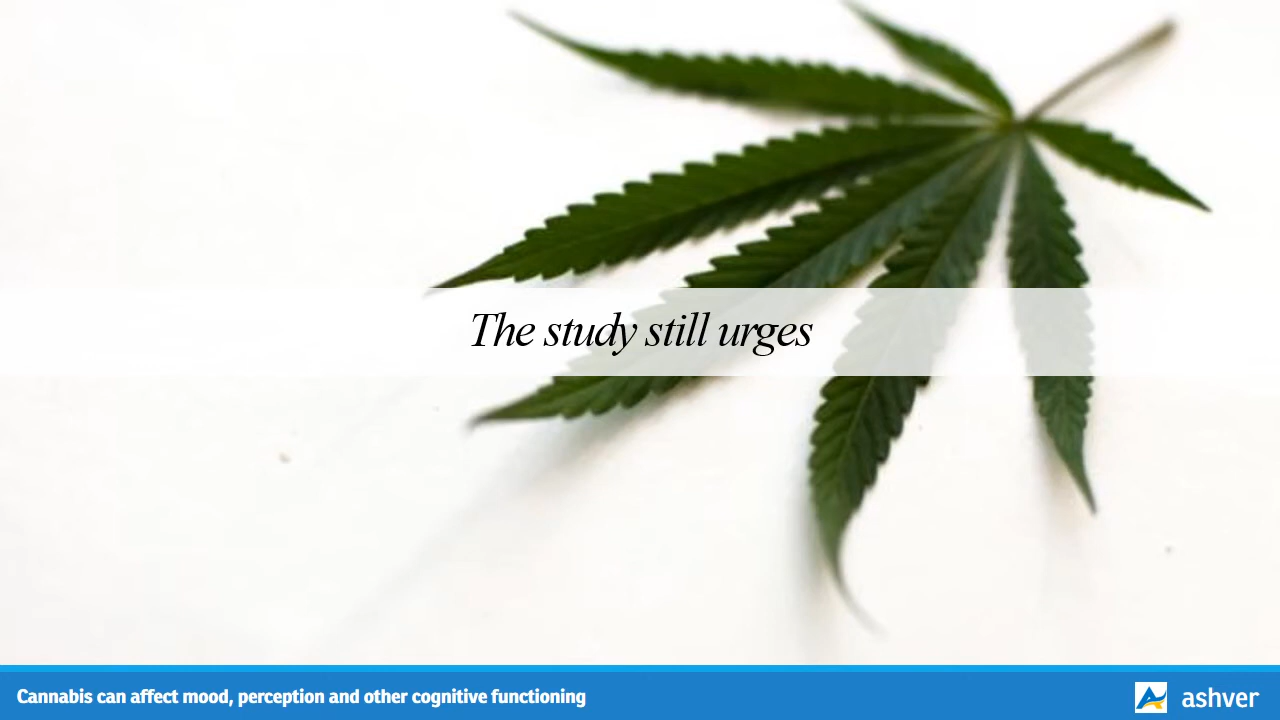 The study still urges
Cannabis can affect mood, perception and other cognitive functioning
ashver